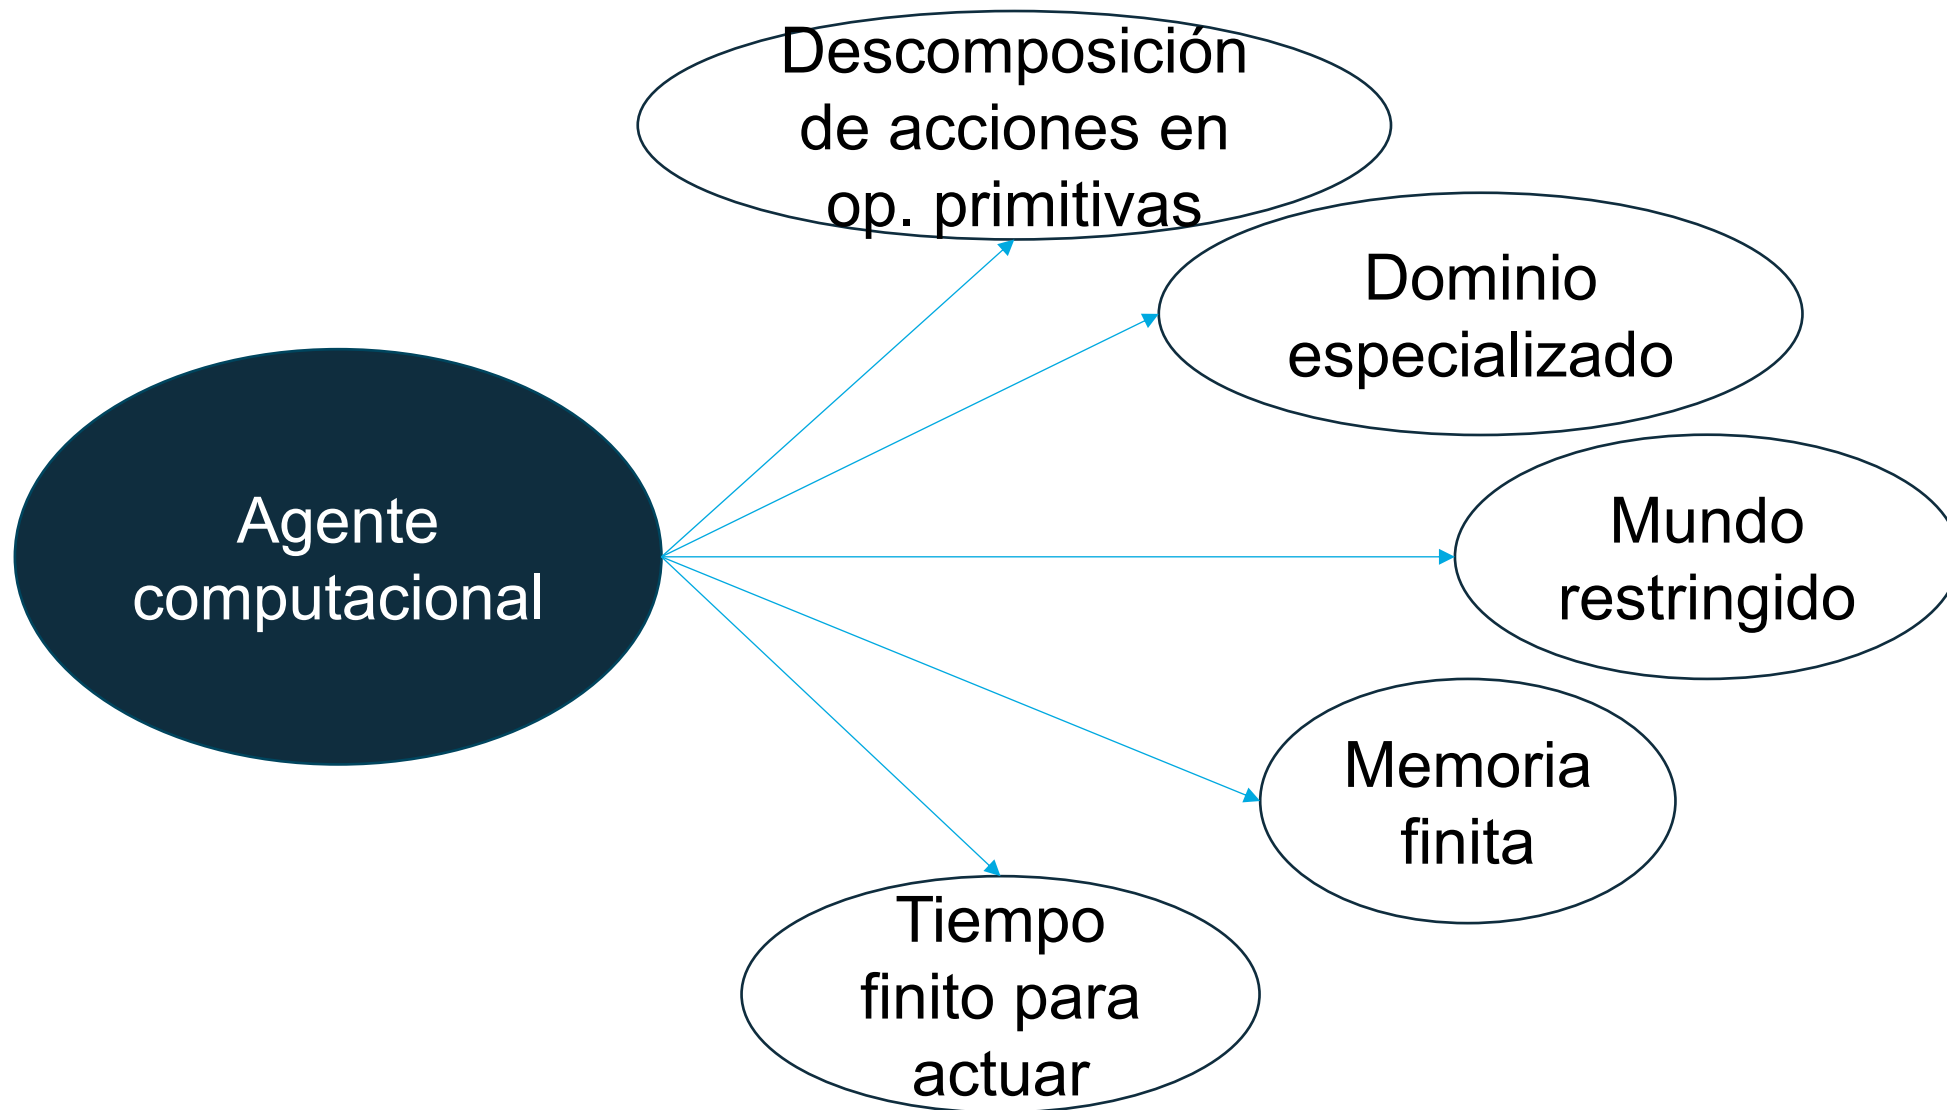 Descomposición
de acciones en
op. primitivas
Dominio
especializado
Agente
computacional
Mundo
restringido
Memoria
finita
Tiempo
finito para
actuar